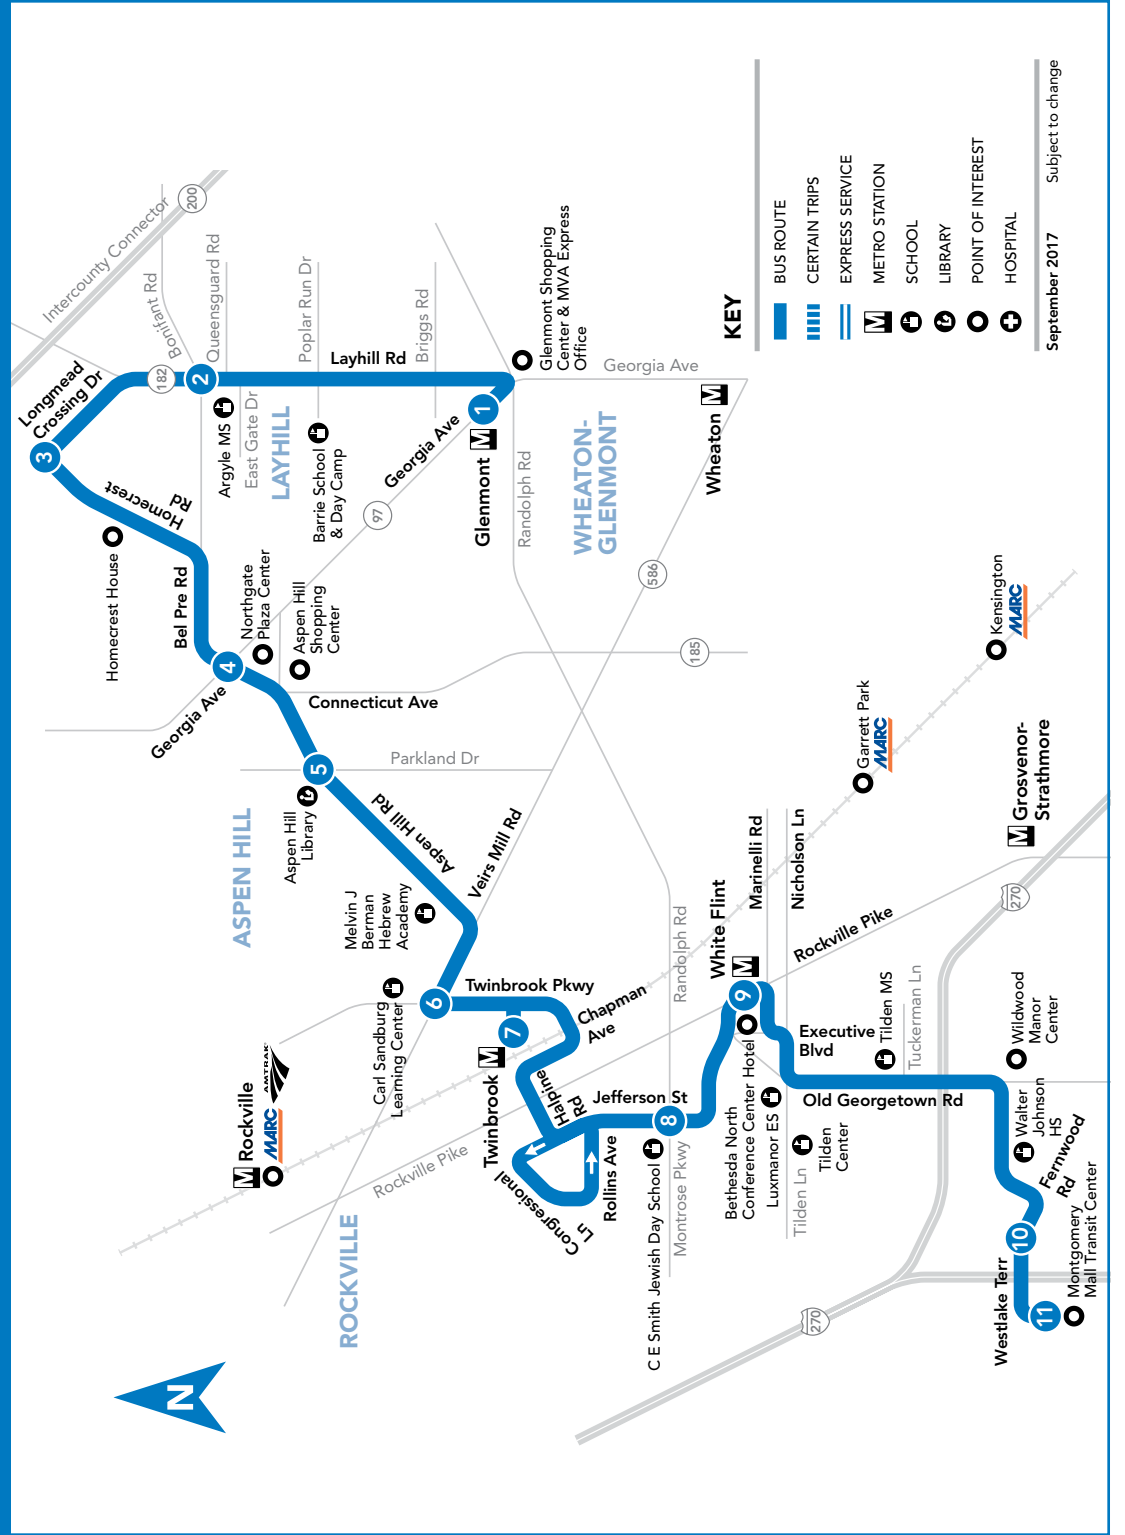 N
ROCKVILLE
Rockville
MARC
AMTRAK
Rockville Pike
ASPEN HILL
Carl Sandburg
Learning Center
Melvin J
Berman
Hebrew
Academy
Aspen Hill
Library
Aspen Hill Rd
Veirs Mill Rd
Parkland Dr
Georgia Ave
Connecticut Ave
Northgate
Plaza Center
Aspen Hill
Shopping
Center
Homecrest House
Bel Pre Rd
Homecrest
Rd
Longmead
Crossing Dr
Intercounty Connector
200
Bonifant Rd
182
Queensguard Rd
Argyle MS
East Gate Dr
LAYHILL
Poplar Run Dr
Barrie School
& Day Camp
Layhill Rd
Briggs Rd
Georgia Ave
97
Glenmont
Glenmont Shopping
Center & MVA Express
Office
Georgia Ave
Randolph Rd
WHEATON-
GLENMONT
Wheaton
586
185
1
2
3
4
5
6
7
8
9
10
11
Twinbrook Pkwy
Twinbrook
Chapman
Ave
Halpine
Rd
Congressional
Ln
Rollins Ave
Jefferson St
C E Smith Jewish Day School
Montrose Pkwy
Randolph Rd
White Flint
Marinelli Rd
Nicholson Ln
Rockville Pike
Bethesda North
Conference Center Hotel
Luxmanor ES
Tilden Ln
Tilden
Center
Executive
Blvd
Tilden MS
Tuckerman Ln
Old Georgetown Rd
Wildwood
Manor
Center
Walter
Johnson
HS
Fernwood
Rd
Westlake Terr
Montgomery
Mall Transit Center
270
270
Grosvenor-
Strathmore
Garrett Park
MARC
Kensington
MARC
M
M
M
M
M
M
KEY
BUS ROUTE
CERTAIN TRIPS
EXPRESS SERVICE
M
METRO STATION
SCHOOL
LIBRARY
POINT OF INTEREST
HOSPITAL
September 2017
Subject to change